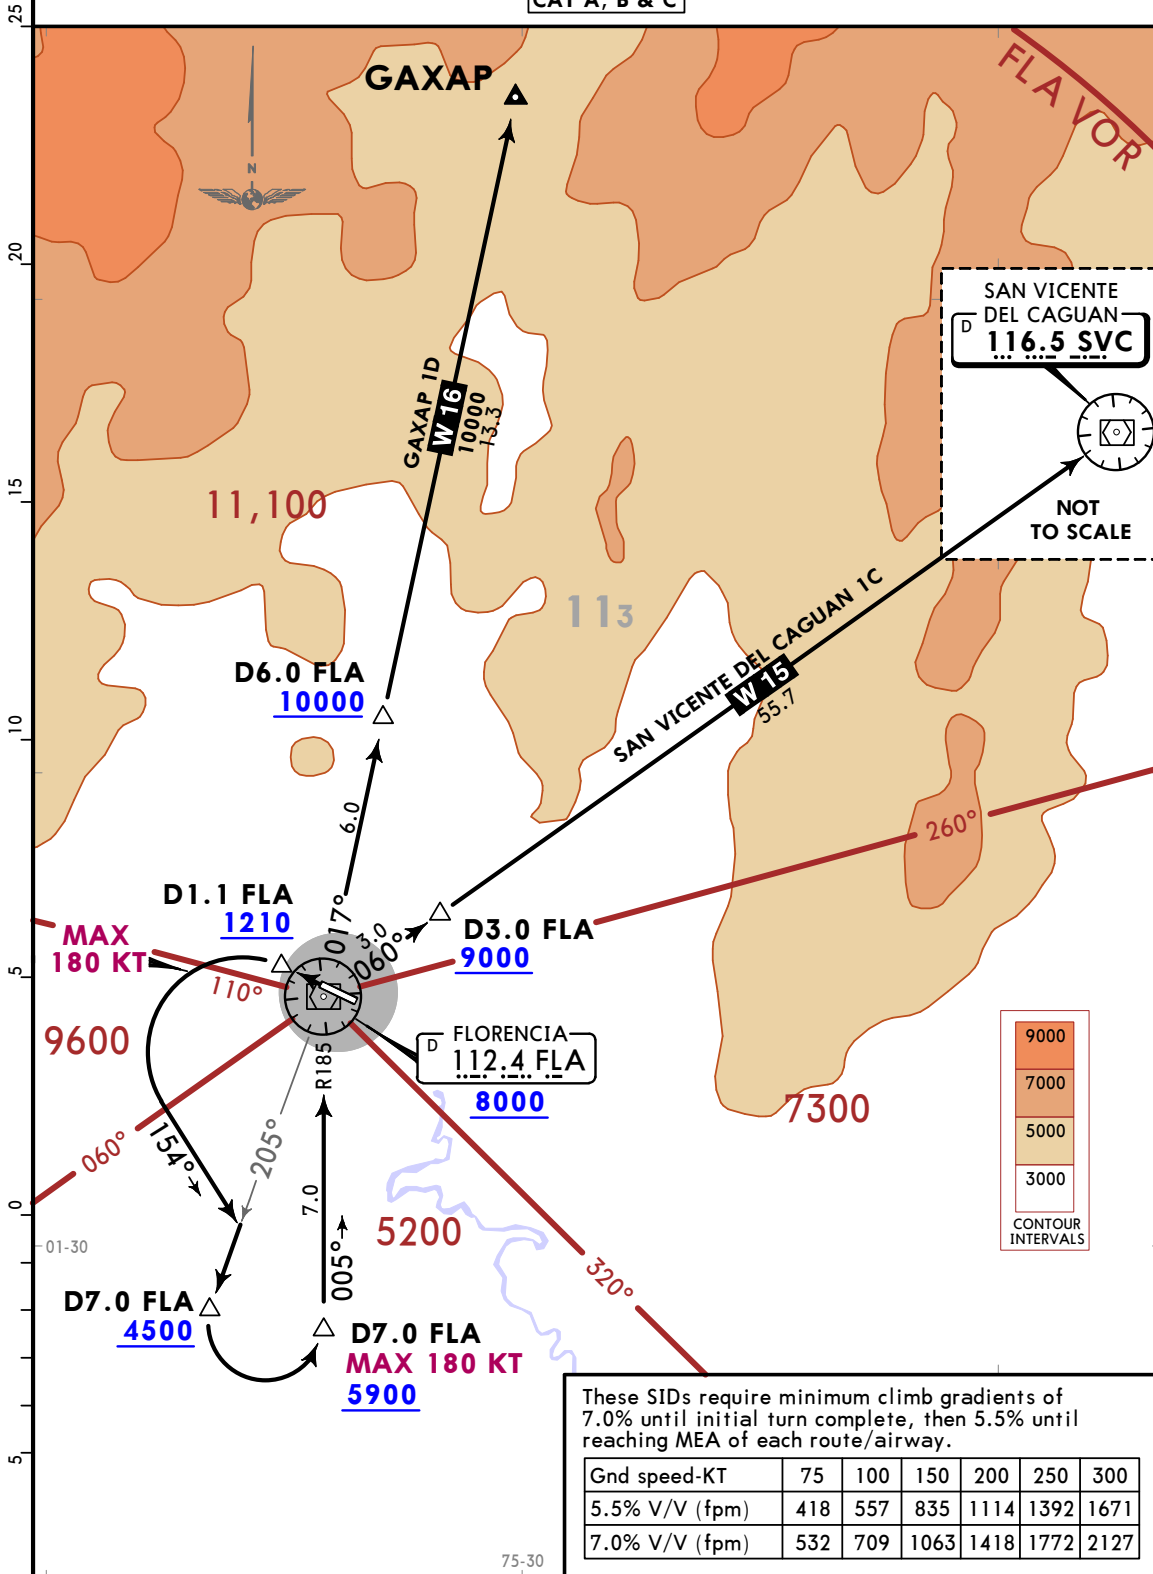 CAT A, B & C
25
GAXAP
FLA VOR
N
20
SAN VICENTE
DEL CAGUAN
D
116.5 SVC
GAXAP 1D
W 16
10000
13.3
15
11,100
NOT
TO SCALE
113
SAN VICENTE DEL CAGUAN 1C
W 15
55.7
D6.0 FLA
10000
10
6.0
260°
D1.1 FLA
1210
017°
3.0
060°
D3.0 FLA
9000
MAX
180 KT
5
110°
9600
D
FLORENCIA
112.4 FLA
8000
R185
7300
9000
7000
5000
3000
CONTOUR
INTERVALS
060°
154°
205°
7.0
005°
5200
320°
0
01-30
D7.0 FLA
4500
D7.0 FLA
MAX 180 KT
5900
5
75-30
These SIDs require minimum climb gradients of
7.0% until initial turn complete, then 5.5% until
reaching MEA of each route/airway.
Gnd speed-KT 75 100 150 200 250 300
5.5% V/V (fpm) 418 557 835 1114 1392 1671
7.0% V/V (fpm) 532 709 1063 1418 1772 2127